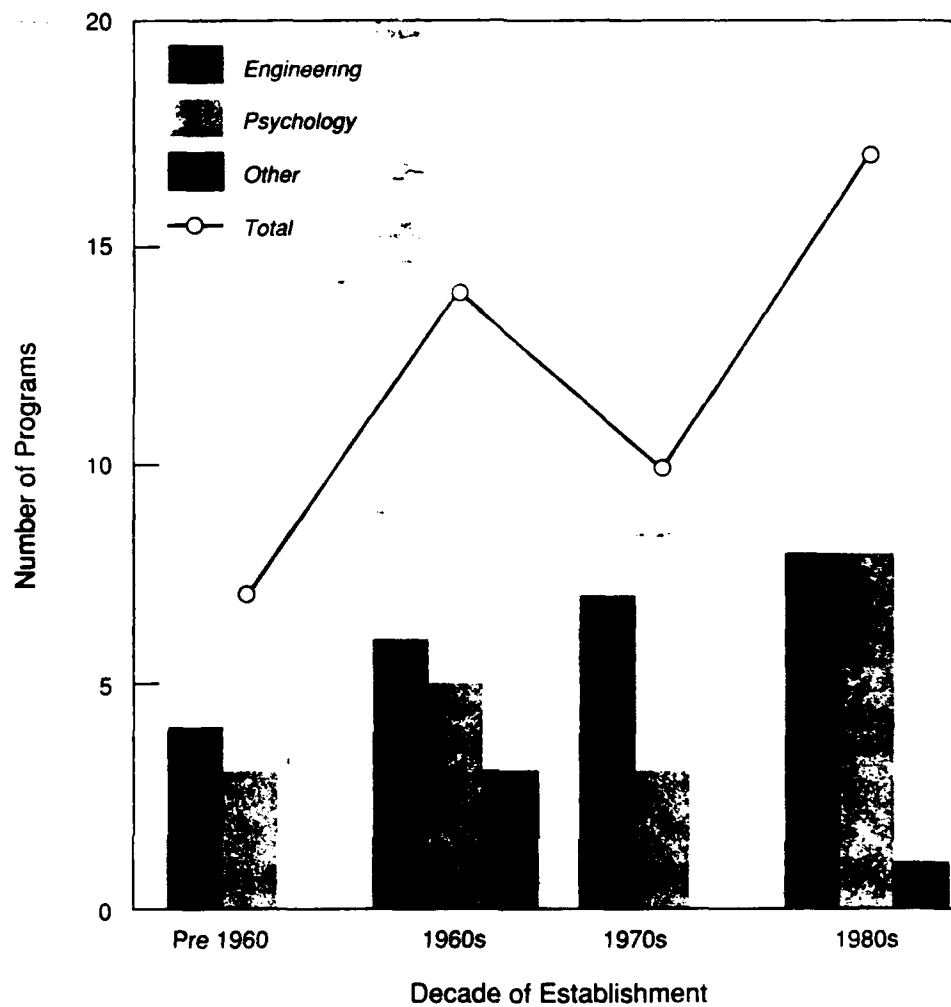 20
Engineering
Psychology
Other
Total
15
10
5
0
Number of Programs
Pre 1960 1960s 1970s 1980s
Decade of Establishment